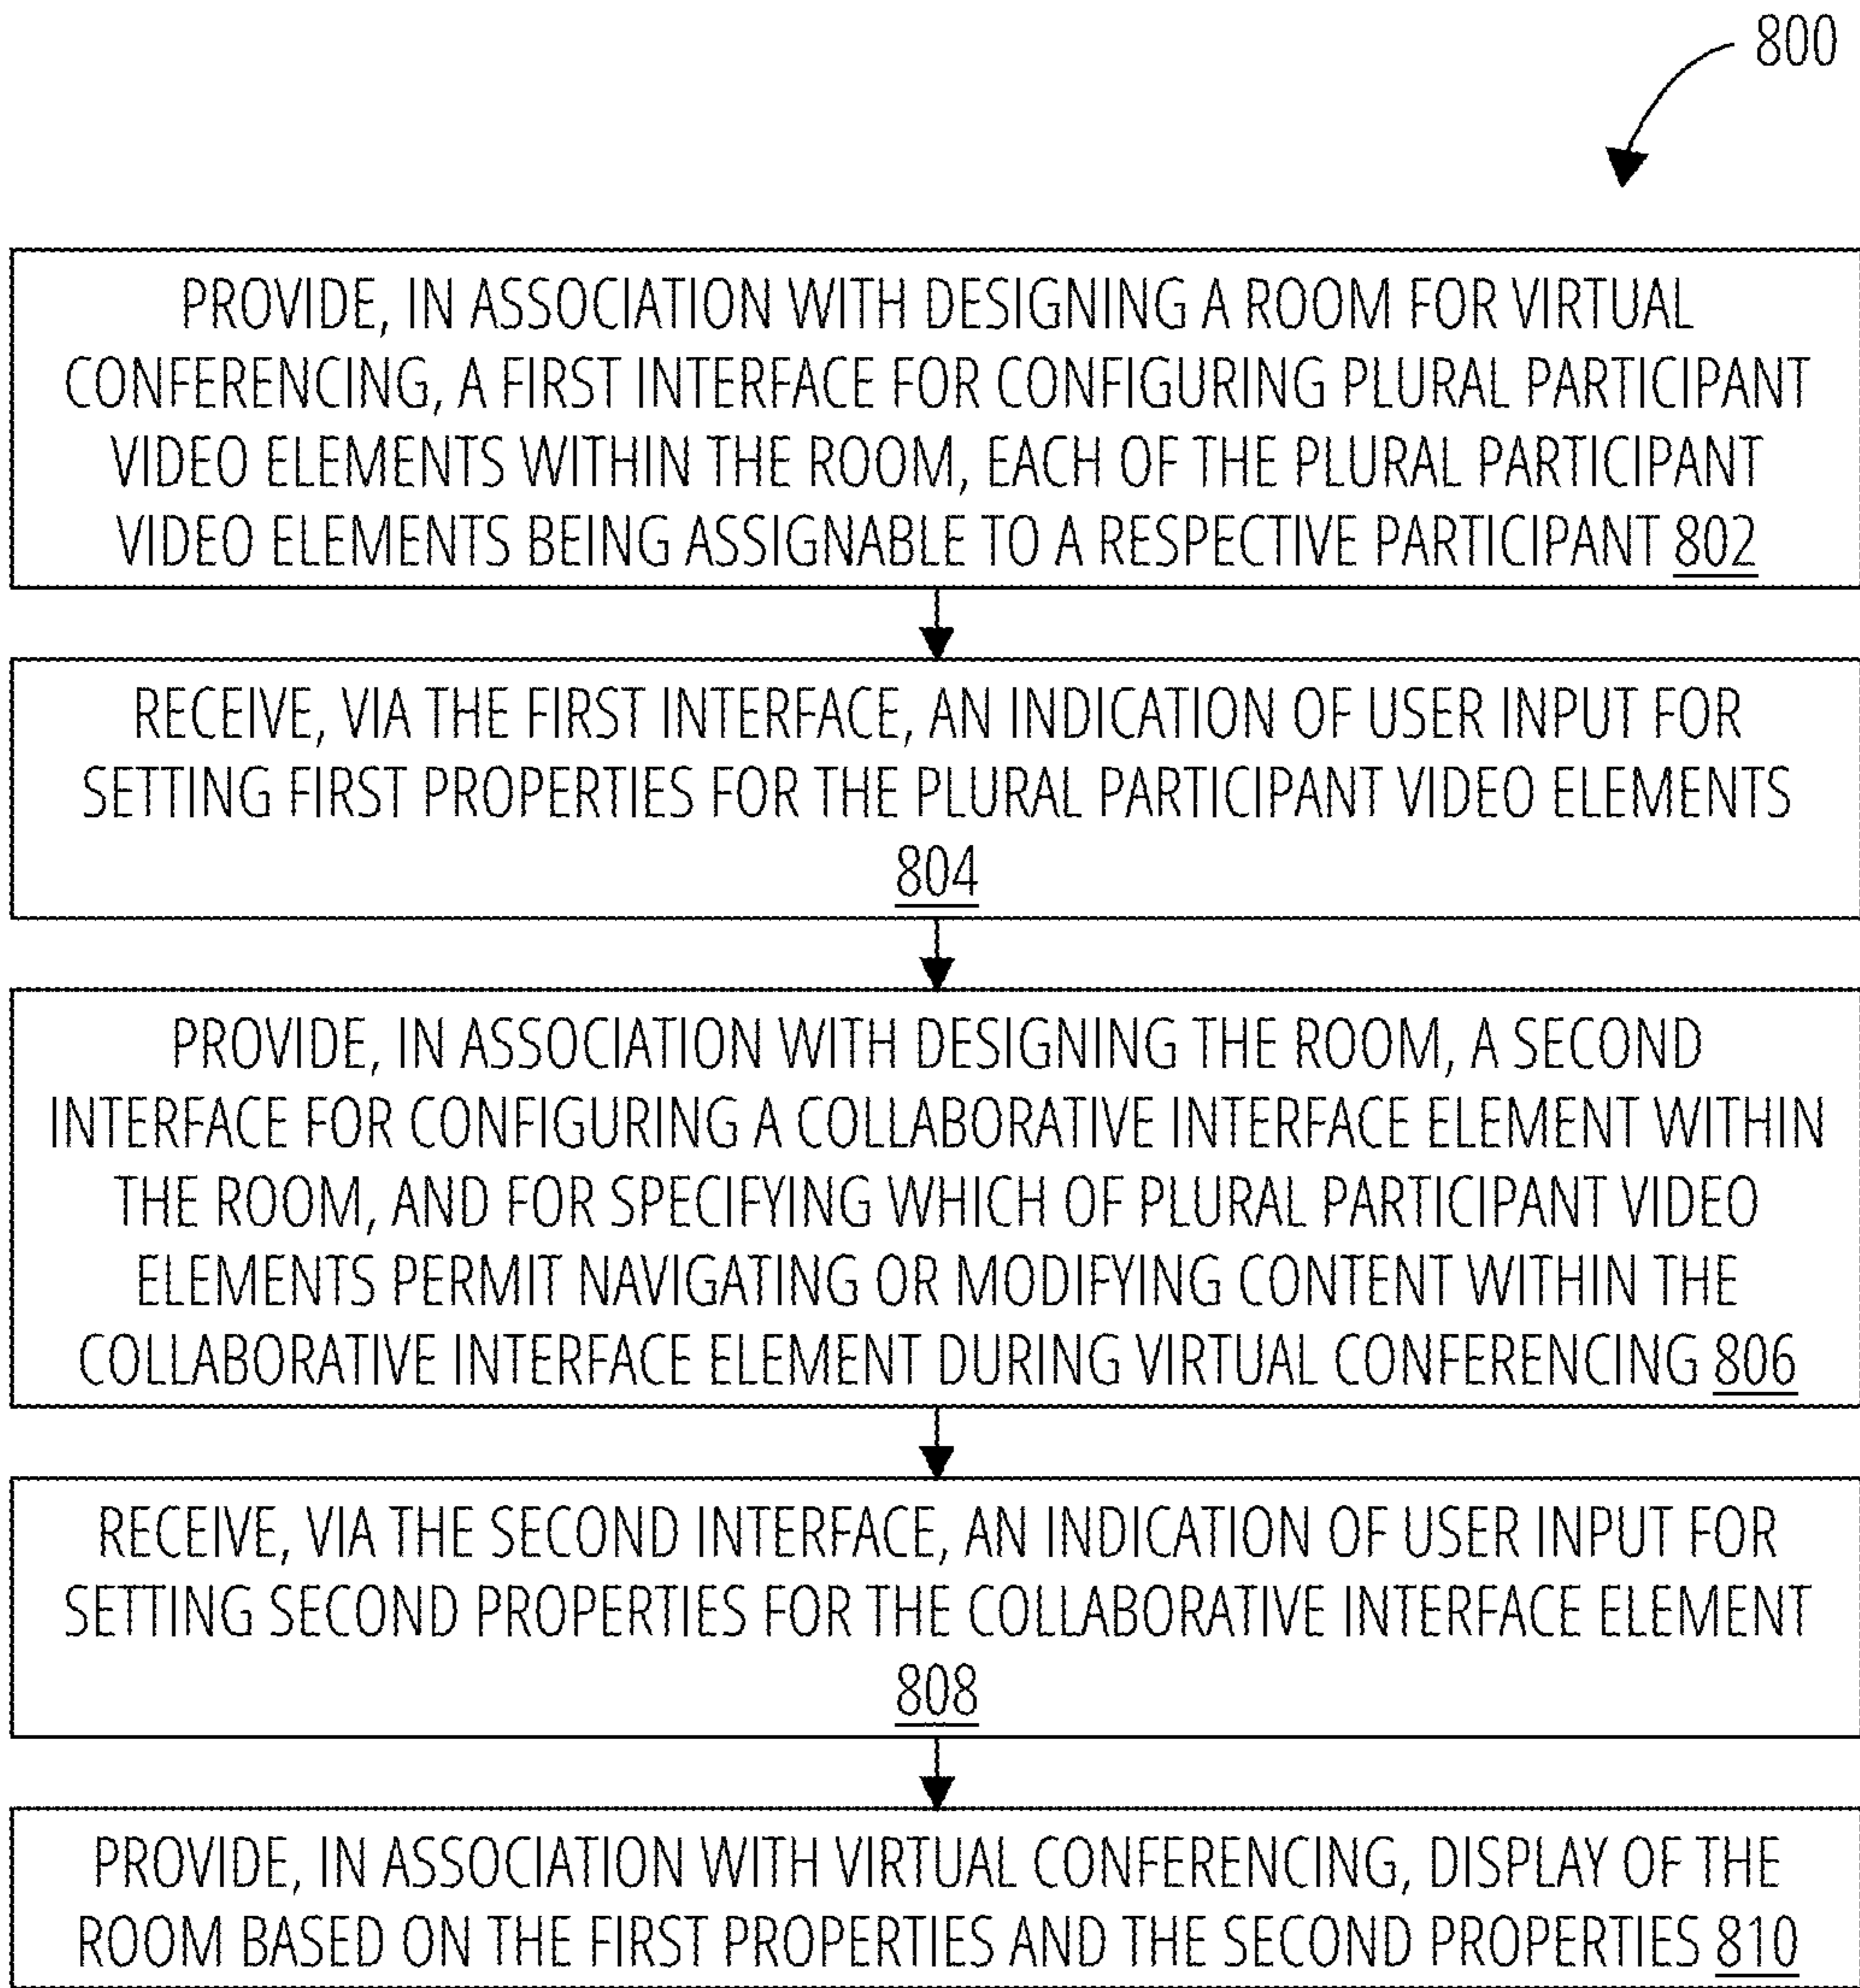 800
PROVIDE, IN ASSOCIATION WITH DESIGNING A ROOM FOR VIRTUAL
CONFERENCING, A FIRST INTERFACE FOR CONFIGURING PLURAL PARTICIPANT
VIDEO ELEMENTS WITHIN THE ROOM, EACH OF THE PLURAL PARTICIPANT
VIDEO ELEMENTS BEING ASSIGNABLE TO A RESPECTIVE PARTICIPANT 802
RECEIVE, VIA THE FIRST INTERFACE, AN INDICATION OF USER INPUT FOR
SETTING FIRST PROPERTIES FOR THE PLURAL PARTICIPANT VIDEO ELEMENTS
804
PROVIDE, IN ASSOCIATION WITH DESIGNING THE ROOM, A SECOND
INTERFACE FOR CONFIGURING A COLLABORATIVE INTERFACE ELEMENT WITHIN
THE ROOM, AND FOR SPECIFYING WHICH OF PLURAL PARTICIPANT VIDEO
ELEMENTS PERMIT NAVIGATING OR MODIFYING CONTENT WITHIN THE
COLLABORATIVE INTERFACE ELEMENT DURING VIRTUAL CONFERENCING 806
RECEIVE, VIA THE SECOND INTERFACE, AN INDICATION OF USER INPUT FOR
SETTING SECOND PROPERTIES FOR THE COLLABORATIVE INTERFACE ELEMENT
808
PROVIDE, IN ASSOCIATION WITH VIRTUAL CONFERENCING, DISPLAY OF THE
ROOM BASED ON THE FIRST PROPERTIES AND THE SECOND PROPERTIES 810